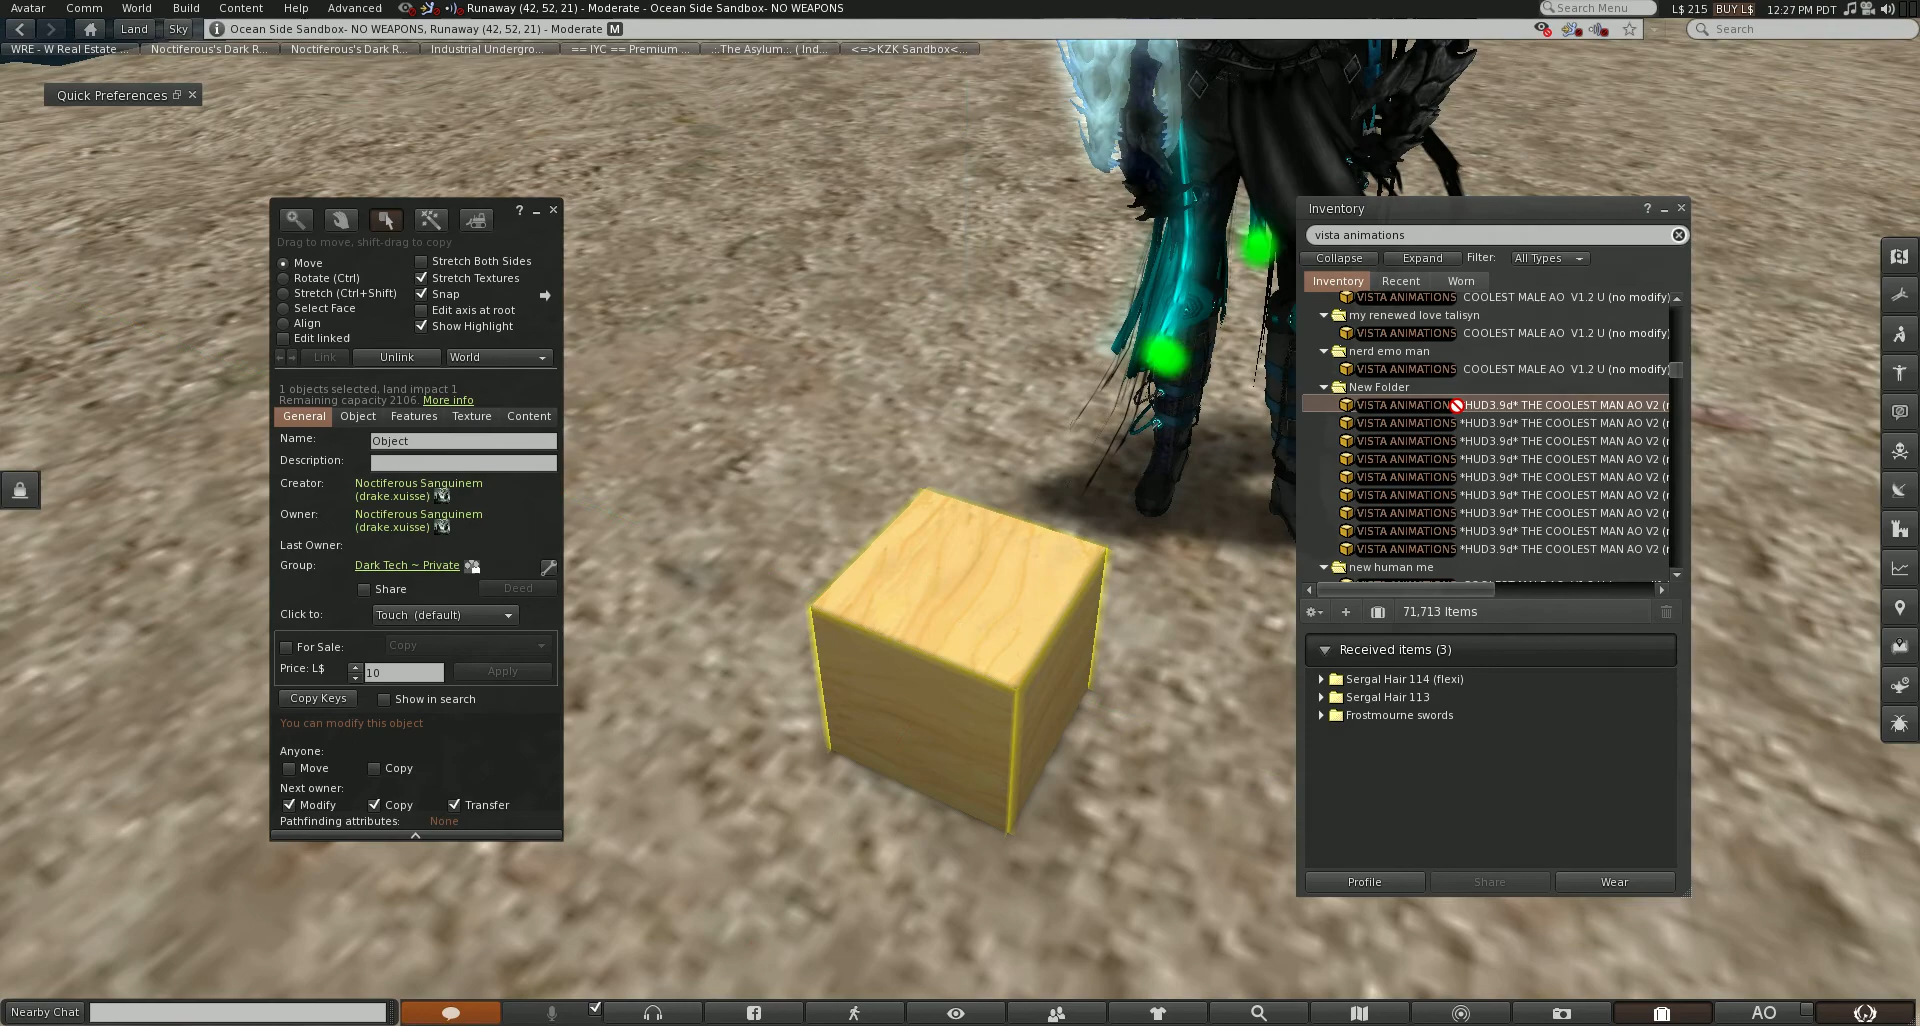 Avatar Comm World Build Content Help Advanced Runaway (42, 52, 21) - Moderate - Ocean Side Sandbox- NO WEAPONS Search Menu L$ 215 BUY L$ 12:27 PM PDT
Land Sky Ocean Side Sandbox- NO WEAPONS, Runaway (42, 52, 21) - Moderate M Search
WRE - W Real Estate ... Noctiferous's Dark R... Noctiferous's Dark R... Industrial Undergro... == IYC == Premium ... .:.The Asylum.:. ( Ind... <=>KZK Sandbox<...
Quick Preferences
Drag to move, shift-drag to copy
Move
Rotate (Ctrl)
Stretch (Ctrl+Shift)
Select Face
Align
Edit linked
Stretch Both Sides
Stretch Textures
Snap
Edit axis at root
Show Highlight
Link Unlink World
1 objects selected, land impact 1
Remaining capacity 2106. More info
General Object Features Texture Content
Name: Object
Description:
Creator: Noctiferous Sanguinem
(drake.xuisse)
Owner: Noctiferous Sanguinem
(drake.xuisse)
Last Owner:
Group: Dark Tech ~ Private
Share Deed
Click to: Touch (default)
For Sale: Copy
Price: L$ 10 Apply
Copy Keys Show in search
You can modify this object
Anyone:
Move Copy
Next owner:
Modify Copy Transfer
Pathfinding attributes: None
Inventory
vista animations
Collapse Expand Filter: All Types
Inventory Recent Worn
VISTA ANIMATIONS COOLEST MALE AO V1.2 U (no modify)
my renewed love talisyn
VISTA ANIMATIONS COOLEST MALE AO V1.2 U (no modify)
nerd emo man
VISTA ANIMATIONS COOLEST MALE AO V1.2 U (no modify)
New Folder
VISTA ANIMATION HUD3.9d* THE COOLEST MAN AO V2 (
VISTA ANIMATIONS *HUD3.9d* THE COOLEST MAN AO V2 (
VISTA ANIMATIONS *HUD3.9d* THE COOLEST MAN AO V2 (
VISTA ANIMATIONS *HUD3.9d* THE COOLEST MAN AO V2 (
VISTA ANIMATIONS *HUD3.9d* THE COOLEST MAN AO V2 (
VISTA ANIMATIONS *HUD3.9d* THE COOLEST MAN AO V2 (
VISTA ANIMATIONS *HUD3.9d* THE COOLEST MAN AO V2 (
VISTA ANIMATIONS *HUD3.9d* THE COOLEST MAN AO V2 (
VISTA ANIMATIONS *HUD3.9d* THE COOLEST MAN AO V2 (
new human me
71,713 Items
Received items (3)
Sergal Hair 114 (flexi)
Sergal Hair 113
Frostmourne swords
Profile Share Wear
Nearby Chat AO